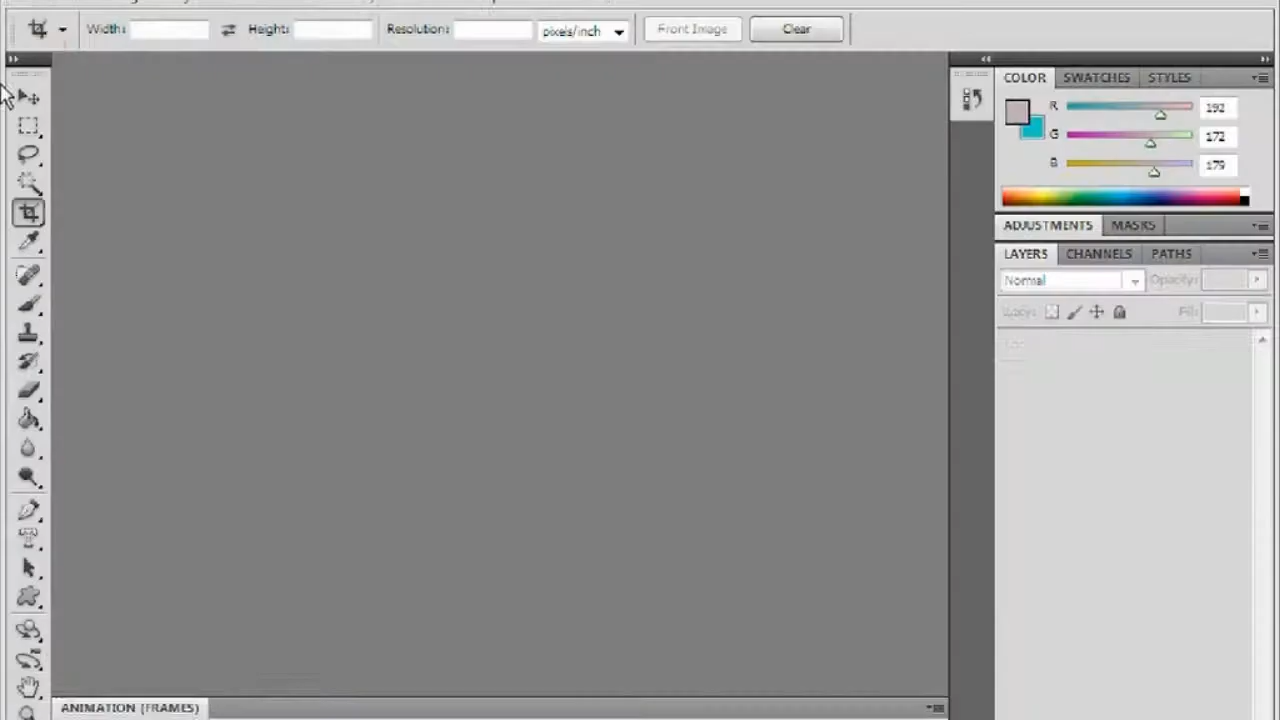 Width: Height: Resolution: pixels/inch Front Image Clear
COLOR SWATCHES STYLES
R 192
G 172
B 179
ADJUSTMENTS MASKS
LAYERS CHANNELS PATHS
Normal Opacity:
Fill:
ANIMATION (FRAMES)